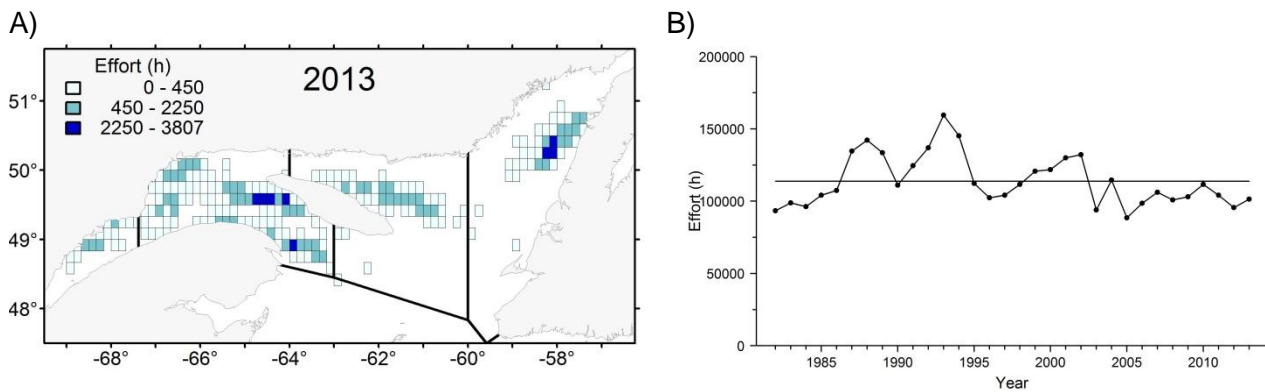 A)
Effort (h)
0 - 450
450 - 2250
2250 - 3807
2013
51°
50°
49°
48°
-68° -66° -64° -62° -60° -58°
B)
200000
150000
100000
50000
0
Effort (h)
1985 1990 1995 2000 2005 2010
Year